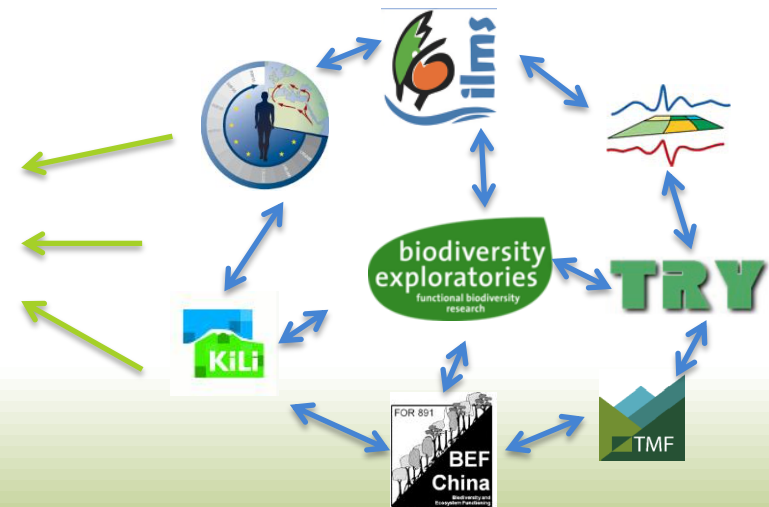 ilms
biodiversity
exploratories
functional biodiversity
research
TRY
KiLi
FOR 891
BEF
China
Biodiversity and
Ecosystem Functioning
TMF